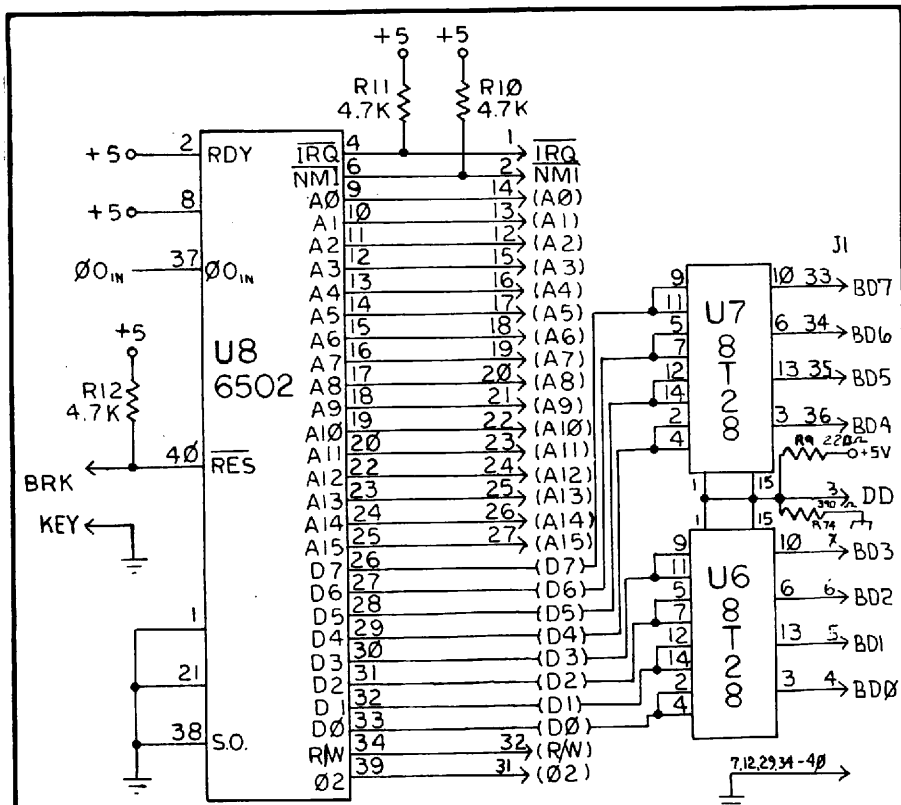 +5 +5
R11 4.7K
R10 4.7K
+5 2 RDY
+5 8
Ø0IN 37 Ø0IN
+5
R12 4.7K
BRK 40 RES
KEY
1
21
38 S.O.
U8
6502
IRQ 4 1 IRQ
NMI 6 2 NMI
A0 9 14 (A0)
A1 10 13 (A1)
A2 11 12 (A2)
A3 12 15 (A3)
A4 13 16 (A4)
A5 14 17 (A5)
A6 15 18 (A6)
A7 16 19 (A7)
A8 17 20 (A8)
A9 18 21 (A9)
A10 19 22 (A10)
A11 20 23 (A11)
A12 22 24 (A12)
A13 23 25 (A13)
A14 24 26 (A14)
A15 25 27 (A15)
D7 26 (D7)
D6 27 (D6)
D5 28 (D5)
D4 29 (D4)
D3 30 (D3)
D2 31 (D2)
D1 32 (D1)
D0 33 (D0)
R/W 34 32 (R/W)
Ø2 39 31 (Ø2)
J1
9 10 33 BD7
11
5 6 34 BD6
7
12 13 35 BD5
14
2 3 36 BD4
4
U7
8T28
R9 220Ω +5V
1 15 3 DD
1 15 390Ω
R74
9 10 BD3
11
5 6 6 BD2
7
12 13 5 BD1
14
2 3 4 BD0
4
U6
8T28
7,12,29,34-40